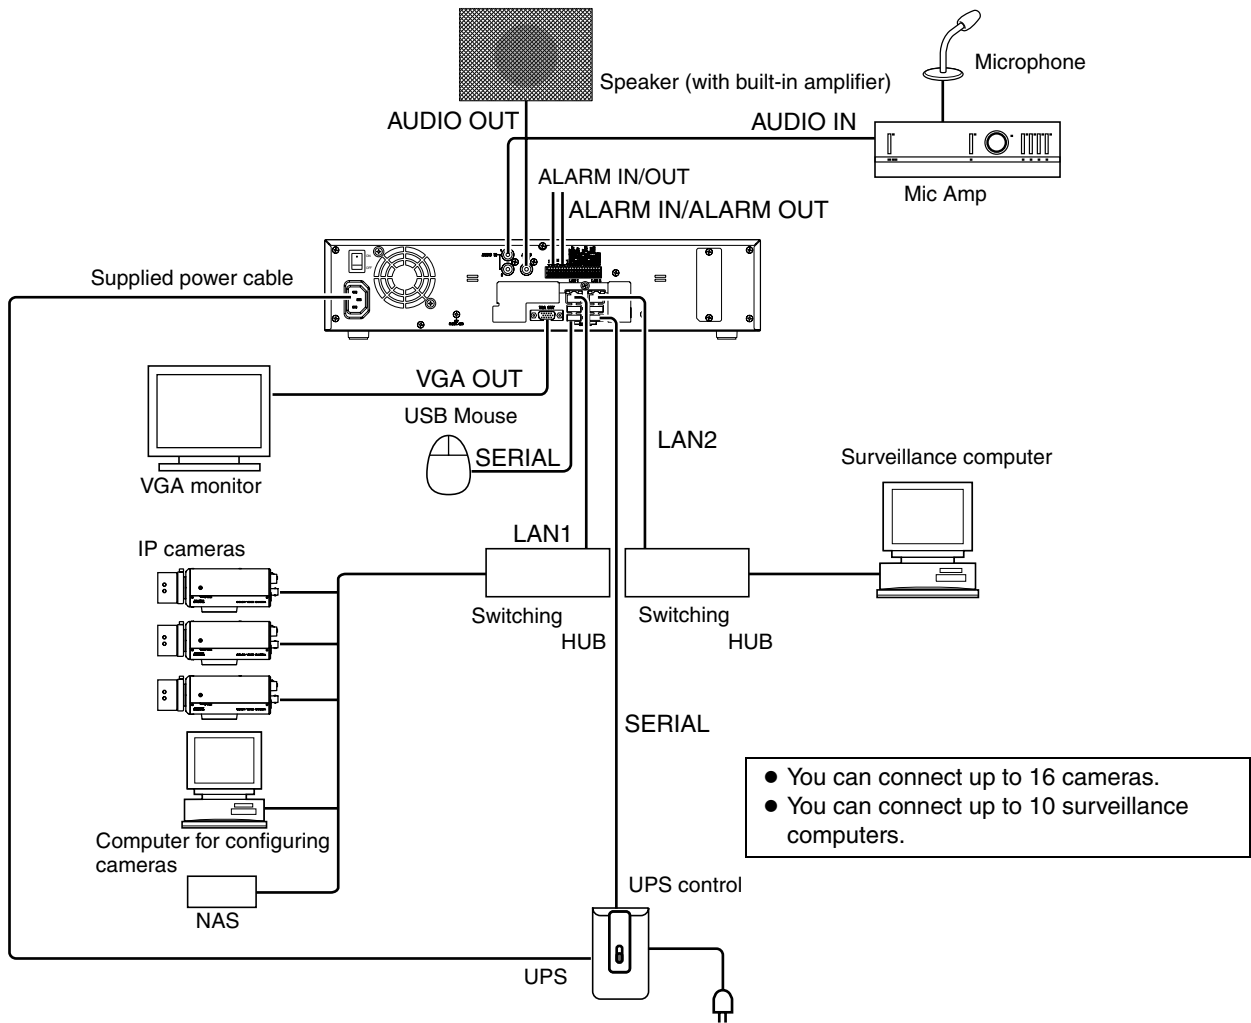 Microphone
Speaker (with built-in amplifier)
AUDIO OUT
AUDIO IN
ALARM IN/OUT
Mic Amp
ALARM IN/ALARM OUT
Supplied power cable
VGA OUT
USB Mouse
LAN2
SERIAL
Surveillance computer
VGA monitor
LAN1
IP cameras
Switching
HUB
Switching
HUB
SERIAL
● You can connect up to 16 cameras.
● You can connect up to 10 surveillance
computers.
Computer for configuring
cameras
UPS control
NAS
UPS